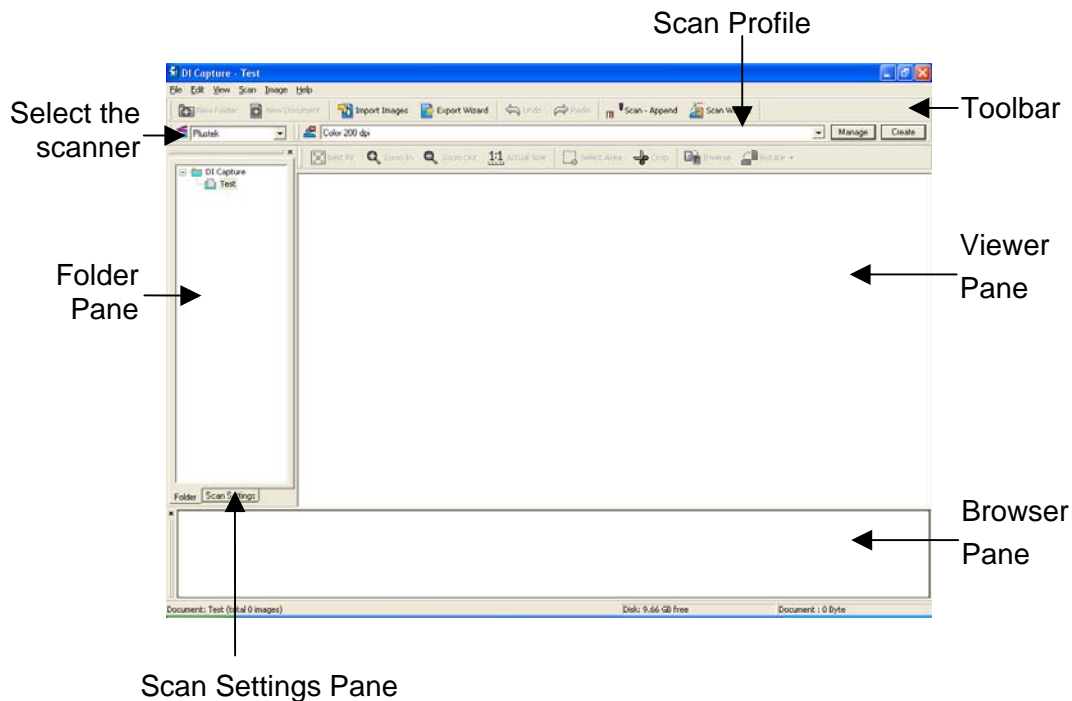 Scan Profile
DI Capture - Test
File Edit View Scan Image Help
New Folder New Document Import Images Export Wizard Undo Redo Scan - Append Scan
Toolbar
Select the
scanner
Plustek Color 200 dpi Manage Create
Best Fit Zoom In Zoom Out 1:1 Actual Size Select Area Crop Inverse Rotate
DI Capture
Test
Viewer
Pane
Folder
Pane
Folder Scan Settings
Browser
Pane
Document: Test (total 0 images) Disk: 9.66 GB free Document : 0 Byte
Scan Settings Pane